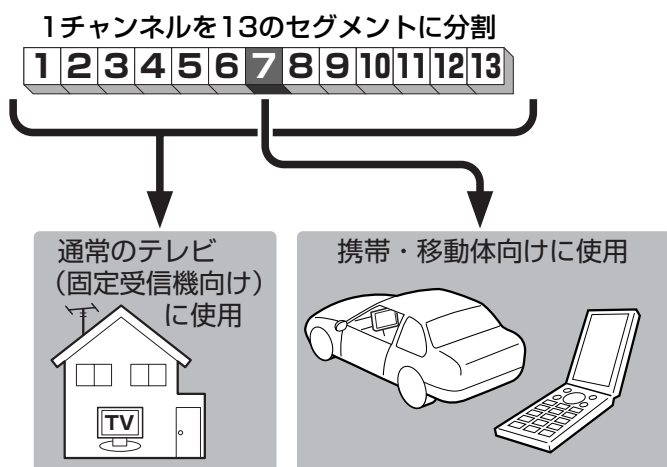 1チャンネルを13のセグメントに分割
1 2 3 4 5 6 7 8 9 10 11 12 13
通常のテレビ
（固定受信機向け）
に使用
TV
携帯・移動体向けに使用